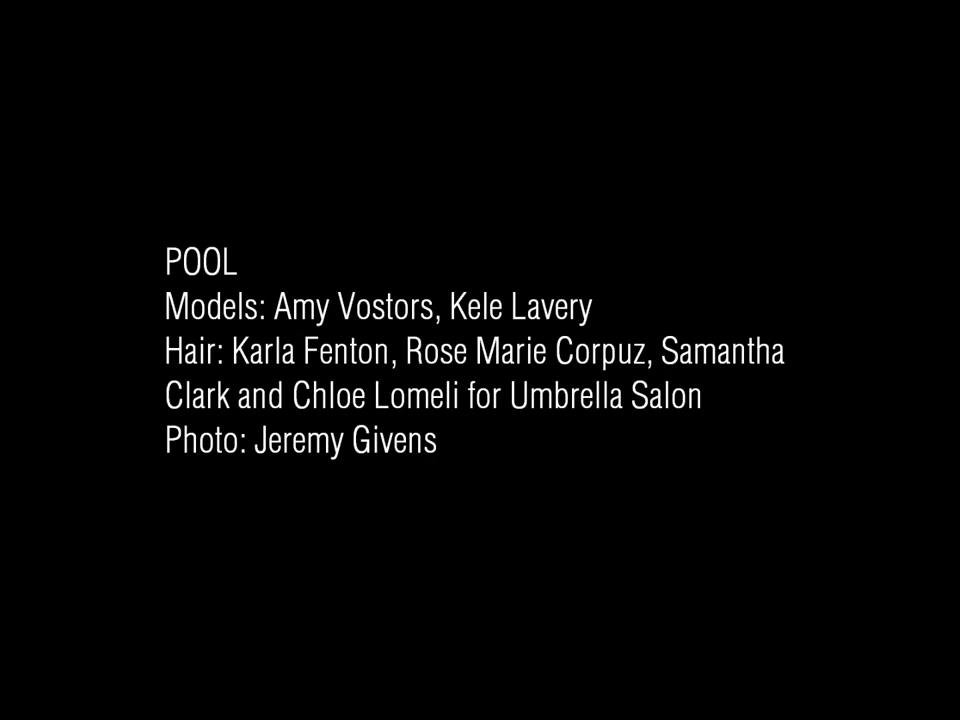 POOL
Models: Amy Vostors, Kele Lavery
Hair: Karla Fenton, Rose Marie Corpuz, Samantha
Clark and Chloe Lomeli for Umbrella Salon
Photo: Jeremy Givens